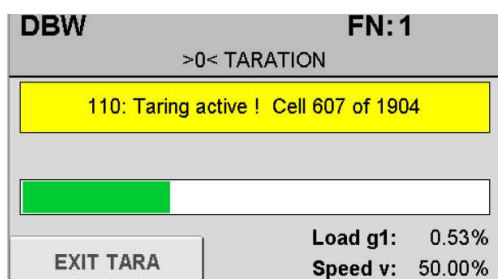 DBW FN: 1
>0< TARATION
110: Taring active ! Cell 607 of 1904
Load g1: 0.53%
EXIT TARA
Speed v: 50.00%